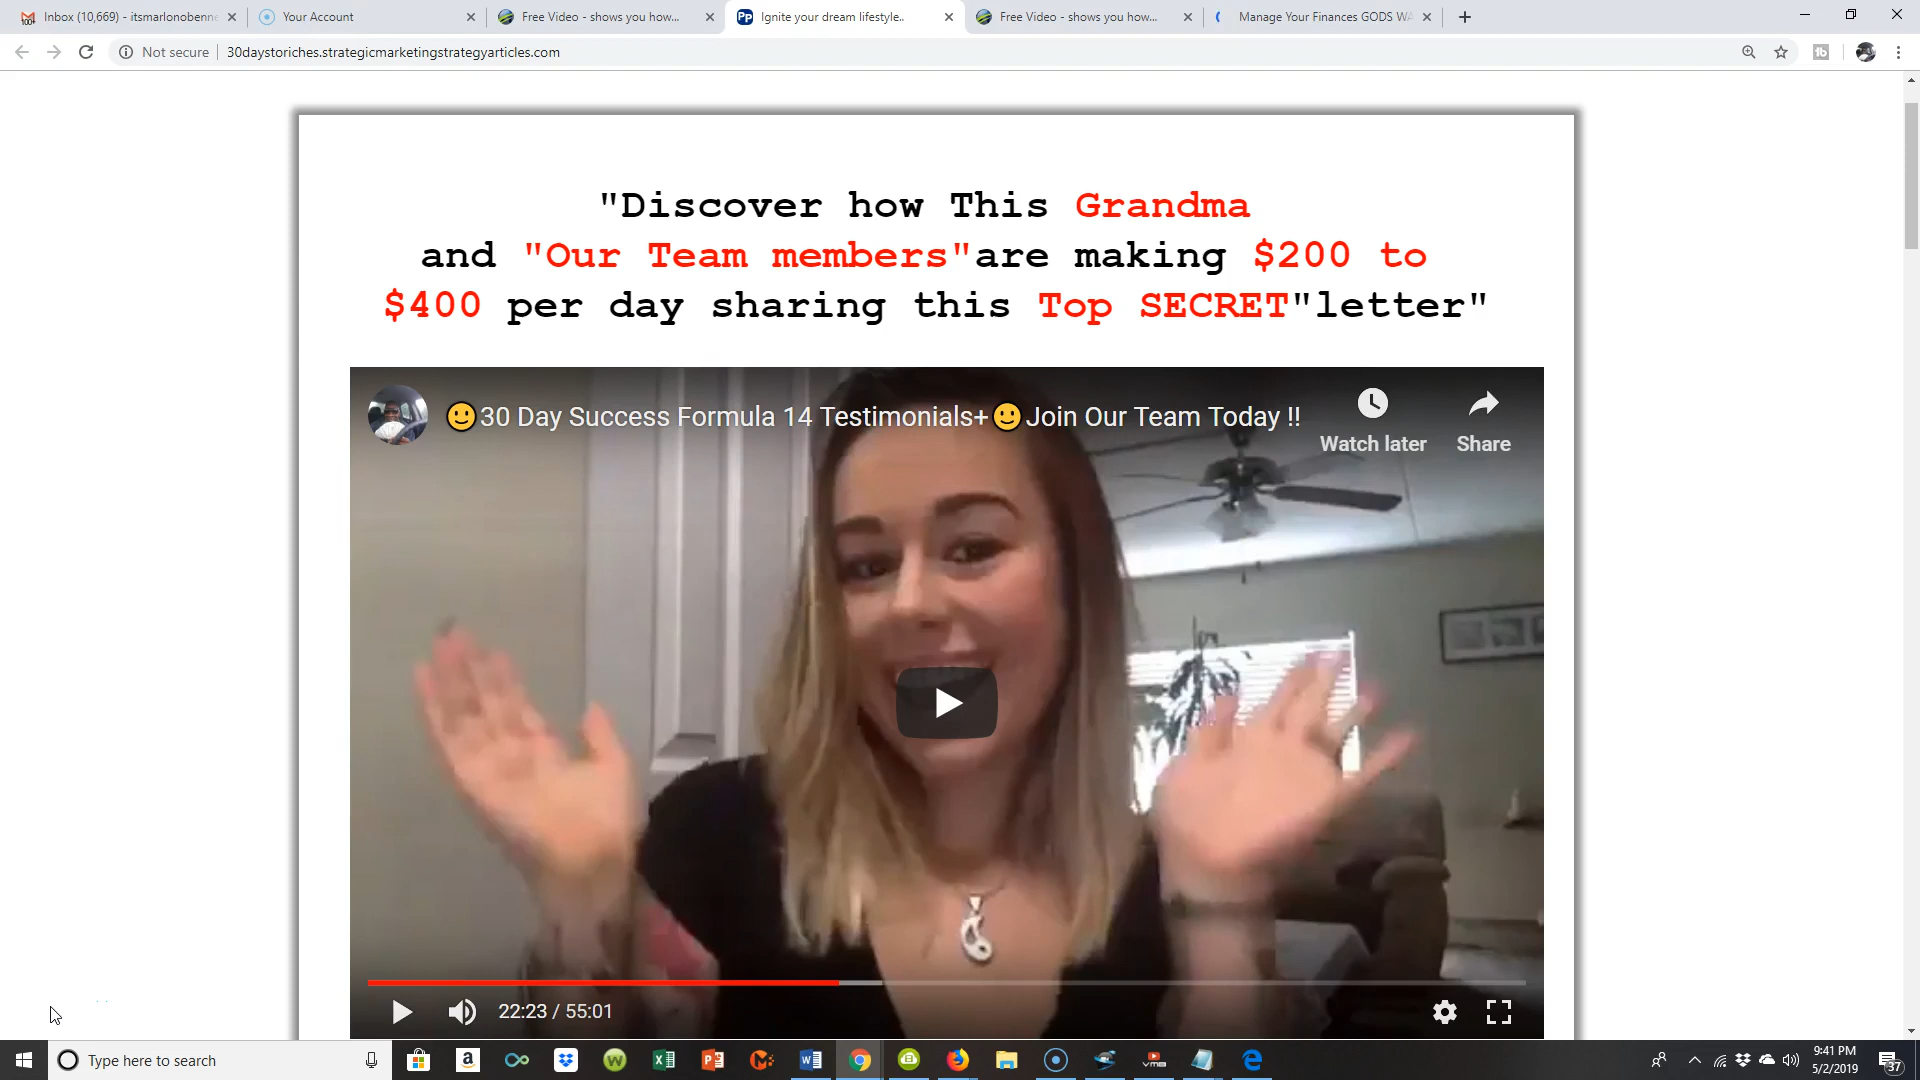 Inbox (10,669) - itsmarlonobenne
Your Account
Free Video - shows you how...
Ignite your dream lifestyle..
Free Video - shows you how...
Manage Your Finances GODS WA
Not secure
30daystoriches.strategicmarketingstrategyarticles.com
"Discover how This Grandma
and "Our Team members"are making $200 to
$400 per day sharing this Top SECRET"letter"
🙂30 Day Success Formula 14 Testimonials+🙂Join Our Team Today !!
Watch later
Share
22:23 / 55:01
Type here to search
9:41 PM
5/2/2019
37